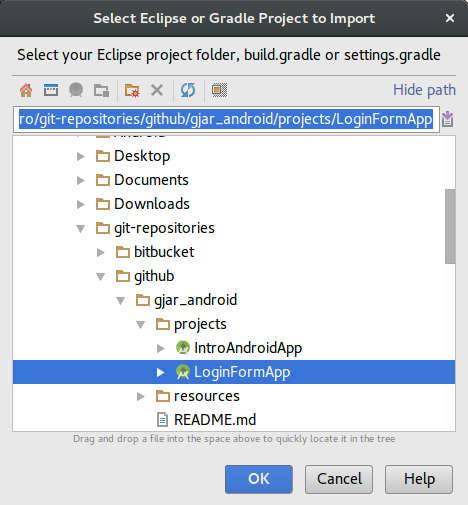 Select Eclipse or Gradle Project to Import
Select your Eclipse project folder, build.gradle or settings.gradle
Hide path
ro/git-repositories/github/gjar_android/projects/LoginFormApp
Android
Desktop
Documents
Downloads
git-repositories
bitbucket
github
gjar_android
projects
IntroAndroidApp
LoginFormApp
resources
README.md
Drag and drop a file into the space above to quickly locate it in the tree
OK
Cancel
Help